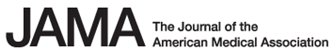 JAMA The Journal of the
American Medical Association